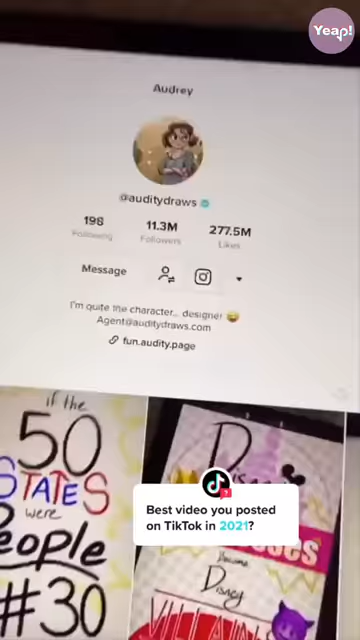 Yeap!
Audrey
@auditydraws
198
Following
11.3M
Followers
277.5M
Likes
Message
I'm quite the character... designer 😄
Agent@auditydraws.com
fun.audity.page
if the
50
STATES
were
People
#30
Disney
Princesses
Disney
VILLAINS
Best video you posted
on TikTok in 2021?